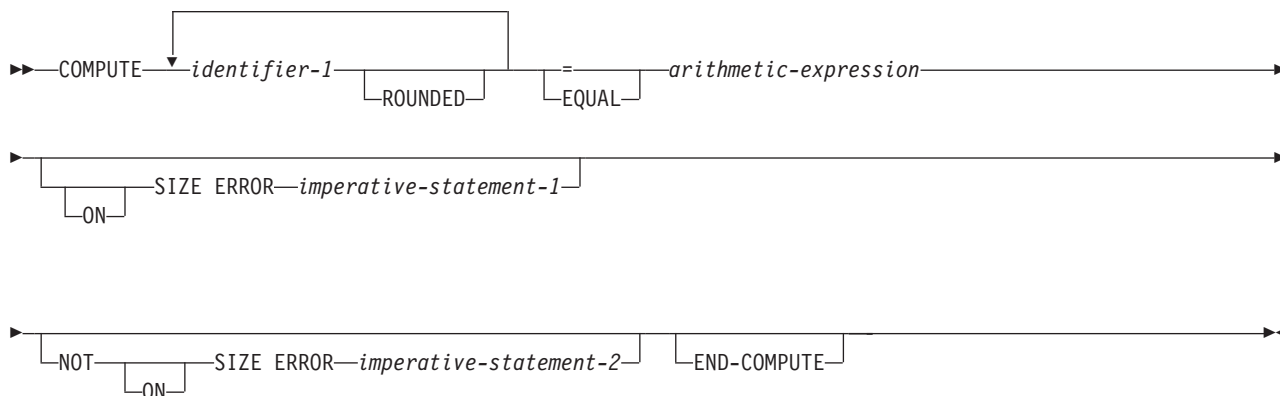 COMPUTE identifier-1 ROUNDED = EQUAL arithmetic-expression
ON SIZE ERROR imperative-statement-1
NOT ON SIZE ERROR imperative-statement-2 END-COMPUTE